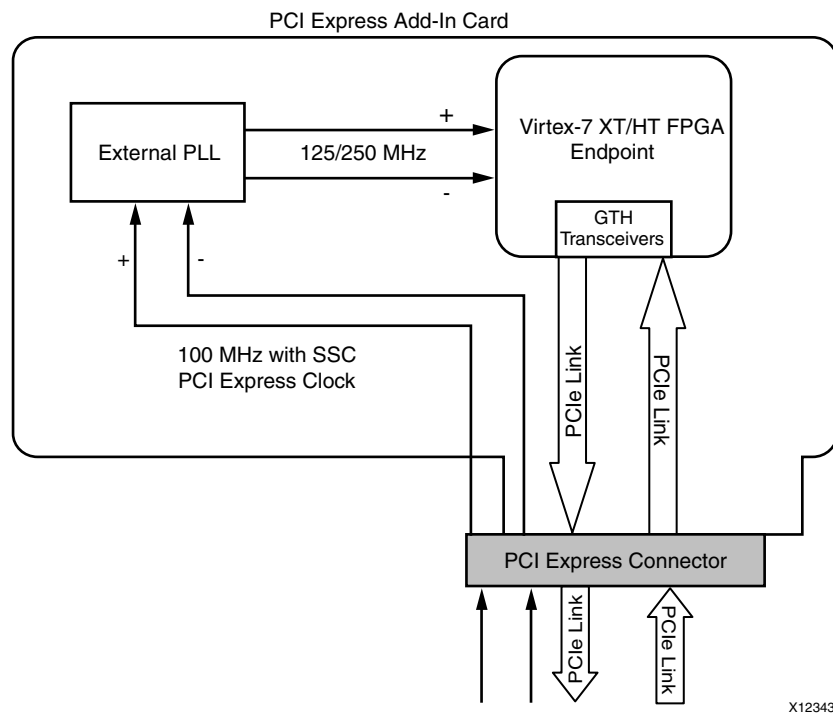 PCI Express Add-In Card
+
Virtex-7 XT/HT FPGA
Endpoint
External PLL
125/250 MHz
-
GTH
Transceivers
+
-
100 MHz with SSC
PCI Express Clock
PCIe Link
PCIe Link
PCI Express Connector
PCIe Link
PCIe Link
X12343